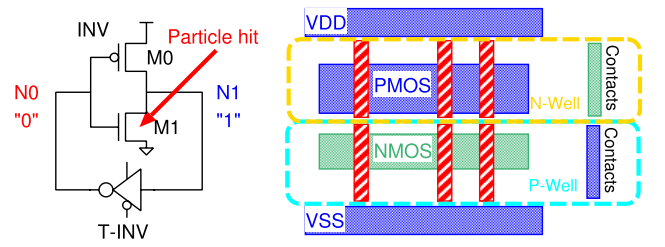 INV
M0
Particle hit
N0
"0"
N1
"1"
M1
T-INV
VDD
PMOS
N-Well
Contacts
NMOS
P-Well
Contacts
VSS